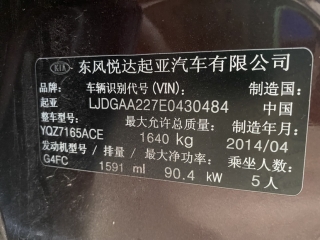 KIA 东风悦达起亚汽车有限公司
品牌: 车辆识别代号(VIN): 制造国:
起亚 LJDGAA227E0430484 中国
整车型号: 最大允许总质量: 制造年月:
YQZ7165ACE 1640 kg 2014/04
发动机型号 / 排量 / 最大净功率: 乘坐人数:
G4FC 1591 ml 90.4 kW 5人